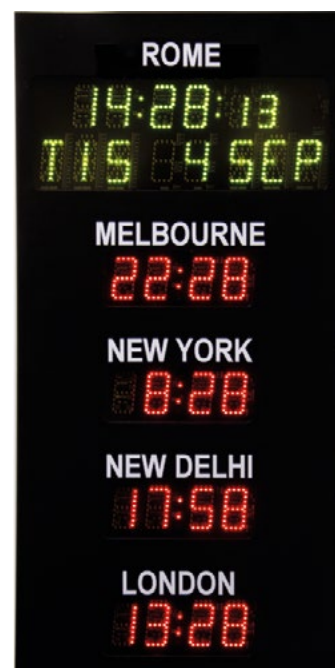 ROME
14:28:13
TIS 4 SEP
MELBOURNE
22:28
NEW YORK
8:28
NEW DELHI
17:58
LONDON
13:28